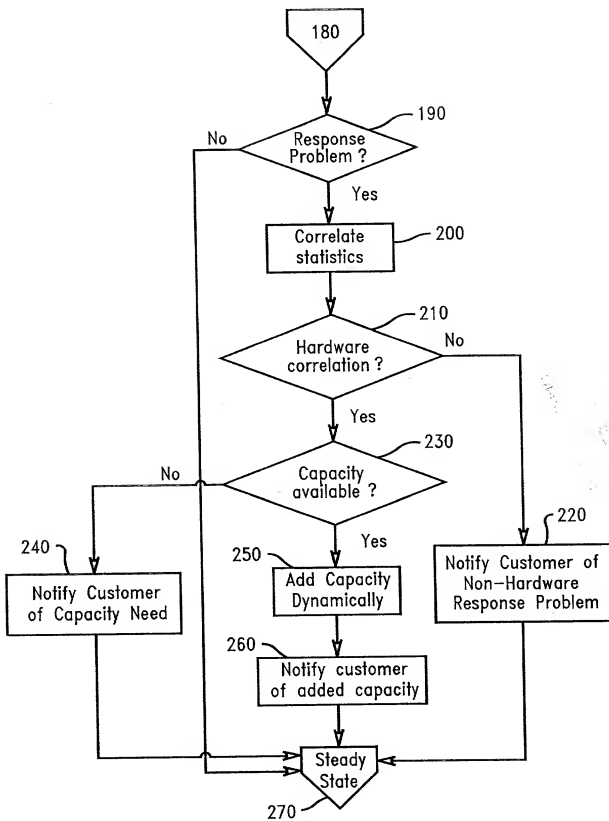 180
190
No
Response
Problem ?
Yes
Correlate
statistics
200
210
Hardware
correlation ?
No
Yes
230
No
Capacity
available ?
220
240
Yes
250
Notify Customer
of Capacity Need
Add Capacity
Dynamically
Notify Customer of
Non-Hardware
Response Problem
260
Notify customer
of added capacity
Steady
State
270